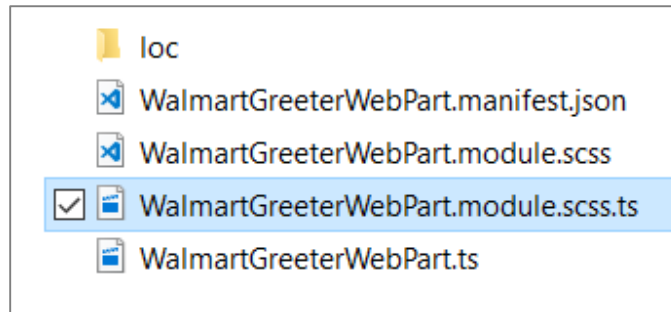 loc
WalmartGreeterWebPart.manifest.json
WalmartGreeterWebPart.module.scss
WalmartGreeterWebPart.module.scss.ts
WalmartGreeterWebPart.ts